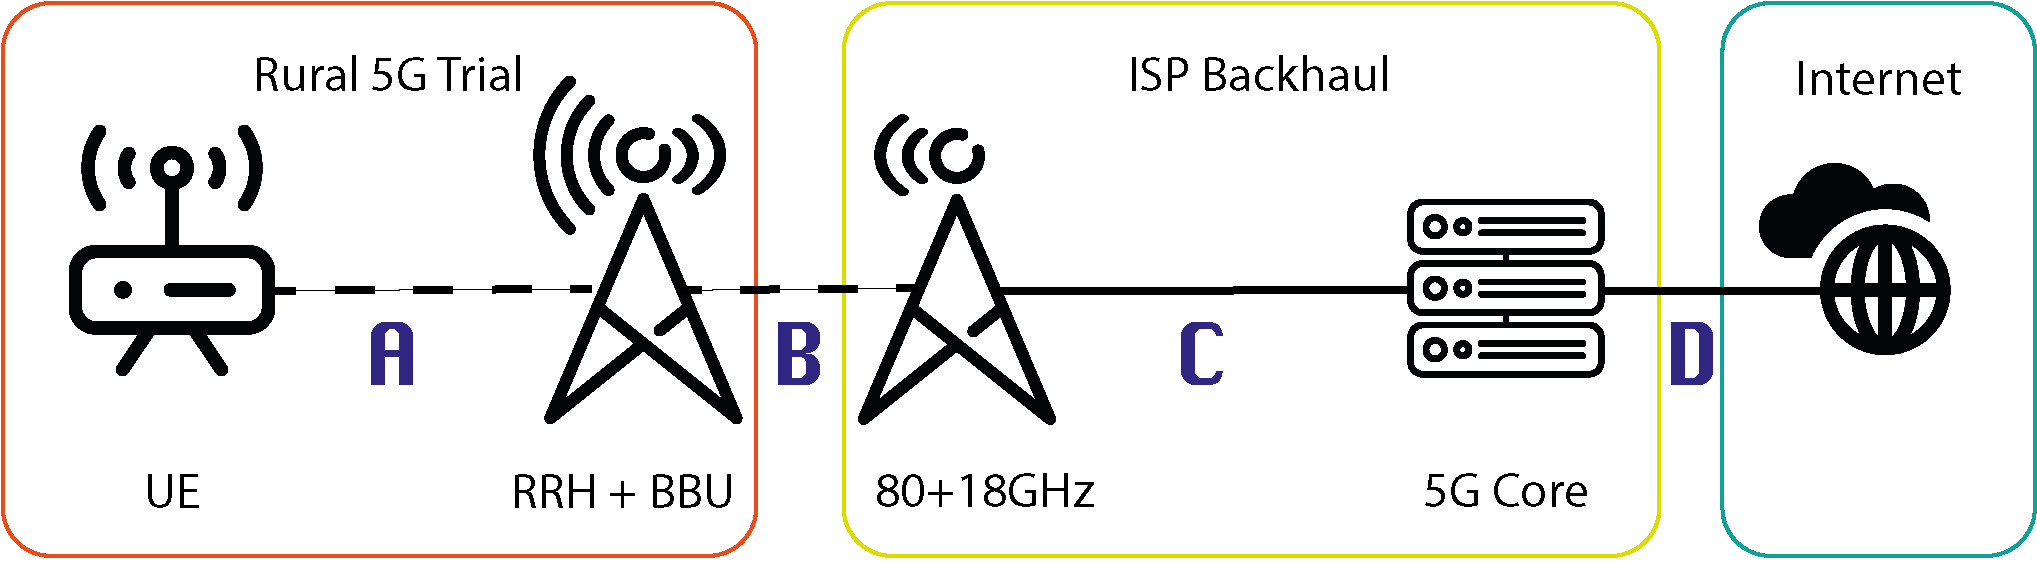 Rural 5G Trial
ISP Backhaul
Internet
A
B
C
D
UE
RRH + BBU
80+18GHz
5G Core